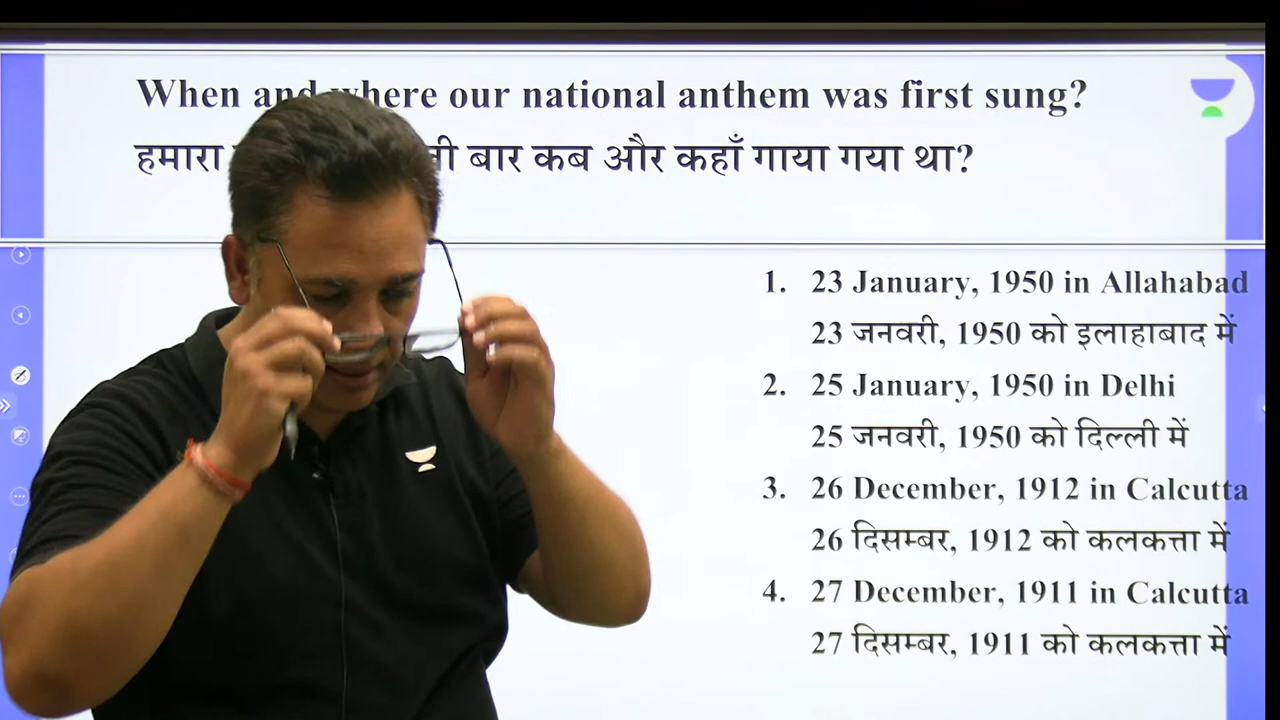 When and where our national anthem was first sung?
हमारा बार कब और कहाँ गाया गया था?
1. 23 January, 1950 in Allahabad
23 जनवरी, 1950 को इलाहाबाद में
2. 25 January, 1950 in Delhi
25 जनवरी, 1950 को दिल्ली में
3. 26 December, 1912 in Calcutta
26 दिसम्बर, 1912 को कलकत्ता में
4. 27 December, 1911 in Calcutta
27 दिसम्बर, 1911 को कलकत्ता में